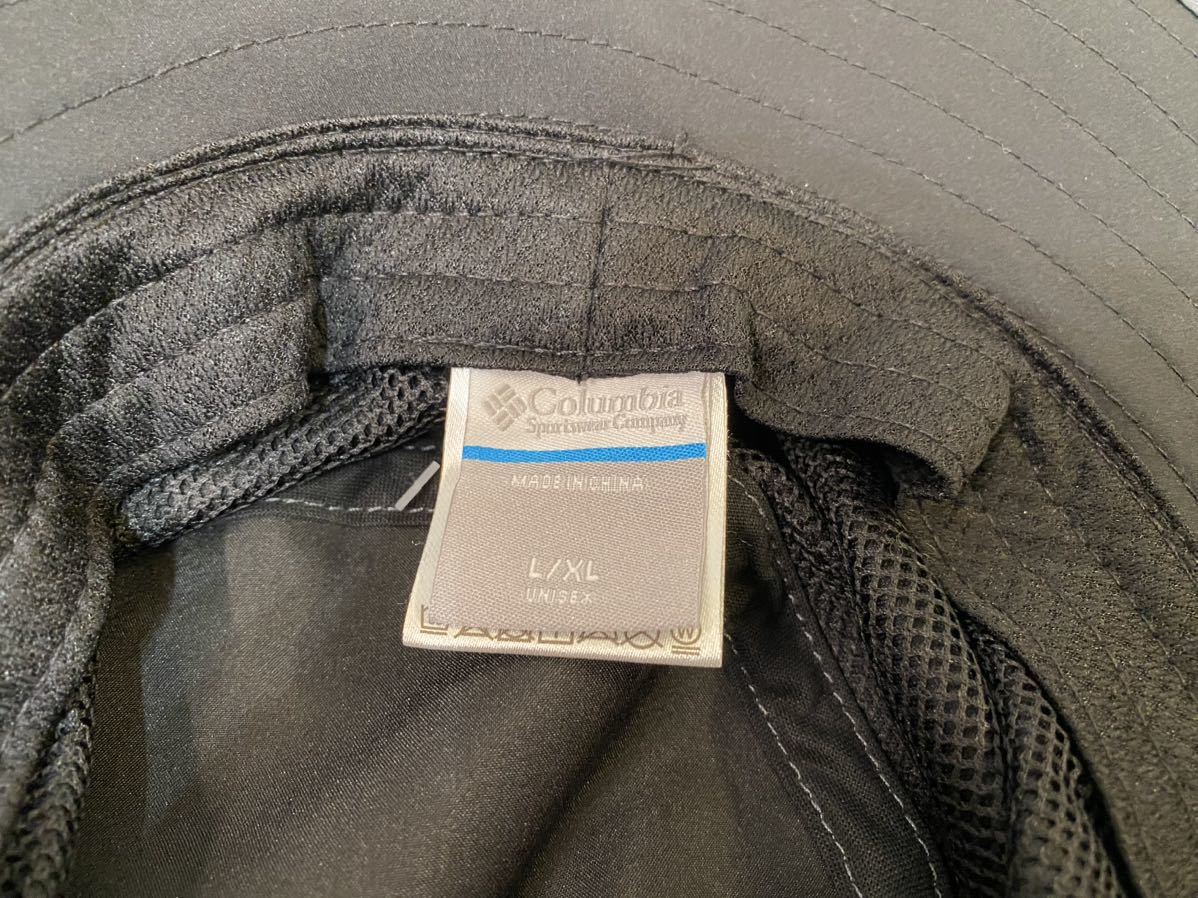 Columbia
Sportswear Company
MADE IN CHINA
L/XL
UNISEX